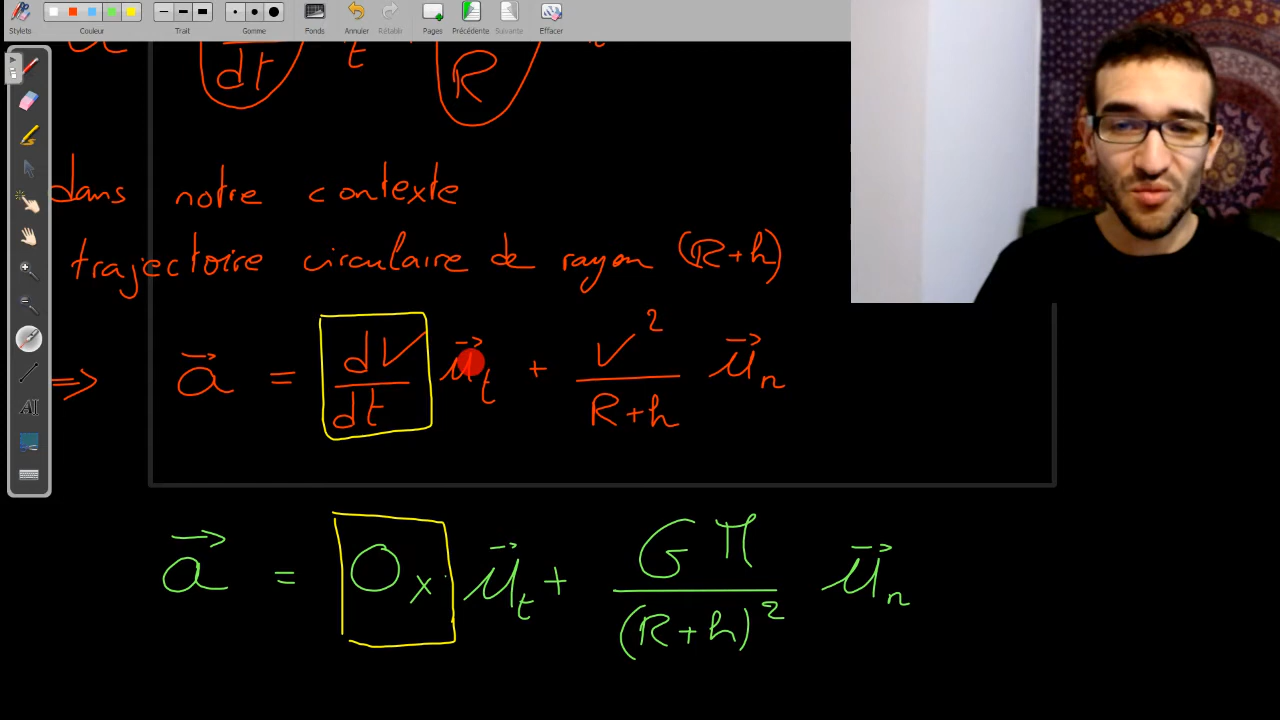 Stylets Couleur Trait Gomme Fonds Annuler Rétablir Pages Précédente Suivante Effacer
dt t R
dans notre contexte
trajectoire circulaire de rayon (R+h)
⇒ a⃗ = dV/dt u⃗t + V²/R+h u⃗n
a⃗ = 0 × u⃗t + GM/(R+h)² u⃗n